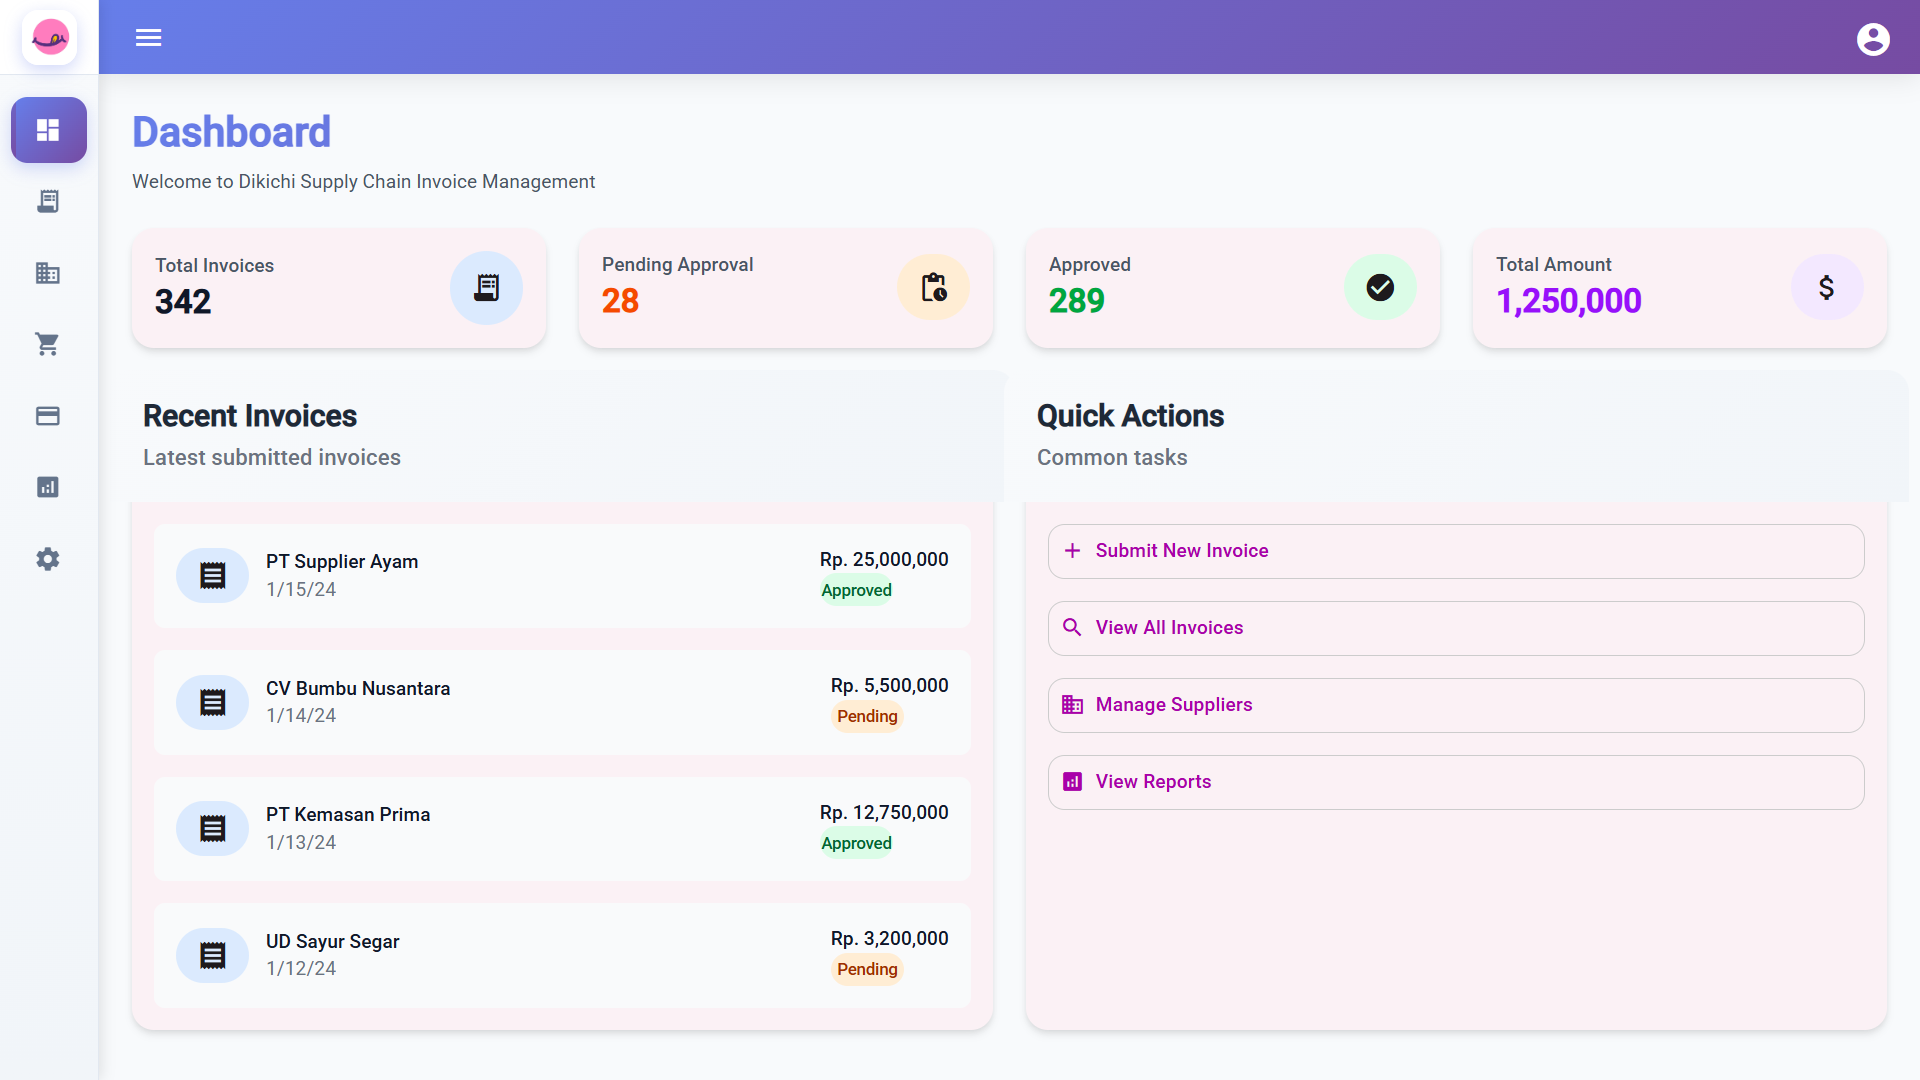 Dashboard
Welcome to Dikichi Supply Chain Invoice Management
Total Invoices
342
Pending Approval
28
Approved
289
Total Amount
1,250,000
$
Recent Invoices
Latest submitted invoices
PT Supplier Ayam
1/15/24
Rp. 25,000,000
Approved
CV Bumbu Nusantara
1/14/24
Rp. 5,500,000
Pending
PT Kemasan Prima
1/13/24
Rp. 12,750,000
Approved
UD Sayur Segar
1/12/24
Rp. 3,200,000
Pending
Quick Actions
Common tasks
Submit New Invoice
View All Invoices
Manage Suppliers
View Reports